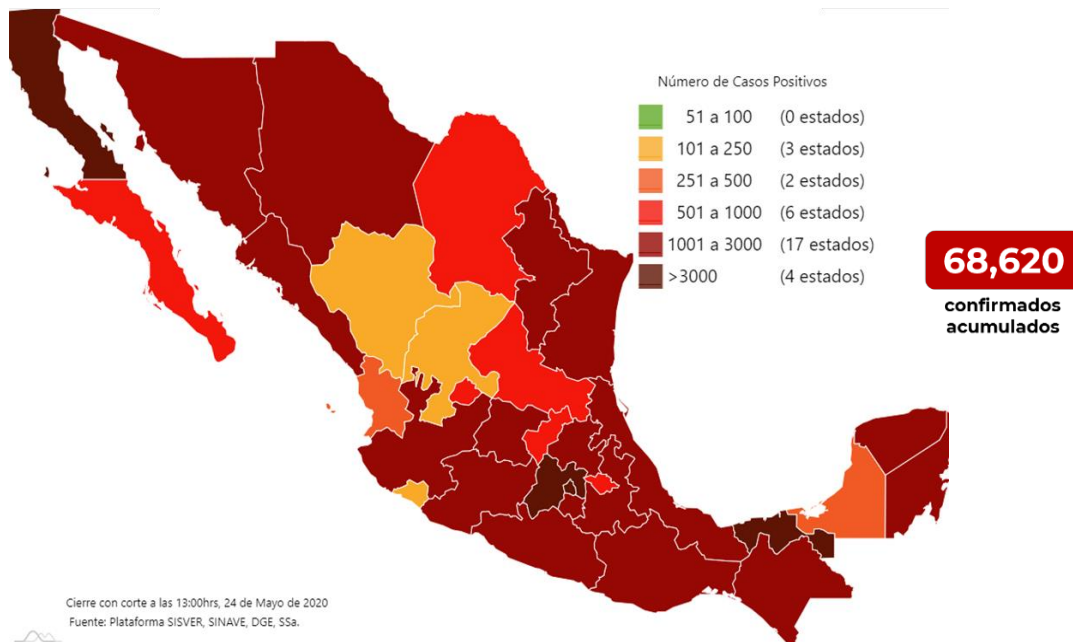 Número de Casos Positivos
51 a 100 (0 estados)
101 a 250 (3 estados)
251 a 500 (2 estados)
501 a 1000 (6 estados)
1001 a 3000 (17 estados)
>3000 (4 estados)
68,620
confirmados
acumulados
Cierre con corte a las 13:00hrs, 24 de Mayo de 2020
Fuente: Plataforma SISVER, SINAVE, DGE, SSa.